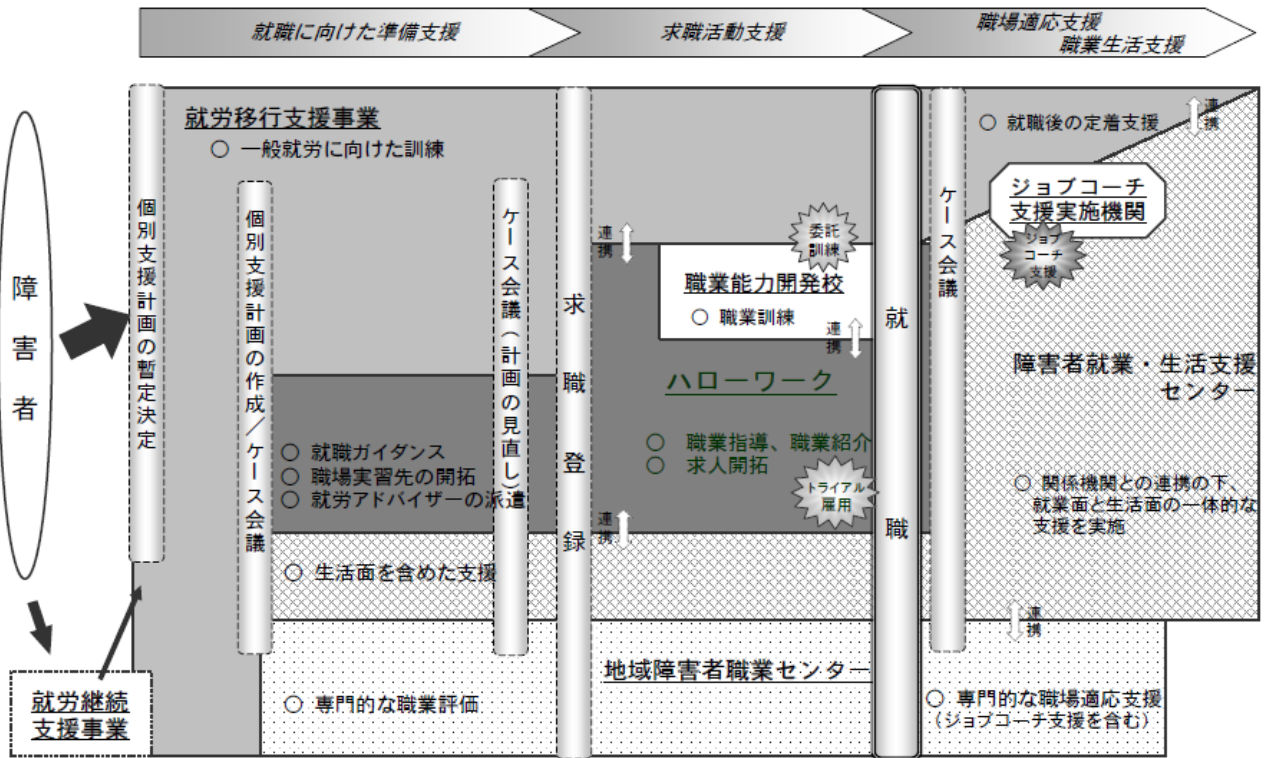 就職に向けた準備支援
求職活動支援
職場適応支援
職業生活支援
障害者
就労継続
支援事業
個別支援計画の暫定決定
就労移行支援事業
○ 一般就労に向けた訓練
個別支援計画の作成／ケース会議
ケース会議（計画の見直し）
○ 就職ガイダンス
○ 職場実習先の開拓
○ 就労アドバイザーの派遣
○ 生活面を含めた支援
○ 専門的な職業評価
求職登録
連携
連携
委託
訓練
職業能力開発校
○ 職業訓練
連携
ハローワーク
○ 職業指導、職業紹介
○ 求人開拓
トライアル
雇用
地域障害者職業センター
就職
ケース会議
○ 就職後の定着支援
連携
ジョブコーチ
支援実施機関
ジョブ
コーチ
支援
障害者就業・生活支援
センター
○ 関係機関との連携の下、
就業面と生活面の一体的な
支援を実施
連携
○ 専門的な職場適応支援
（ジョブコーチ支援を含む）